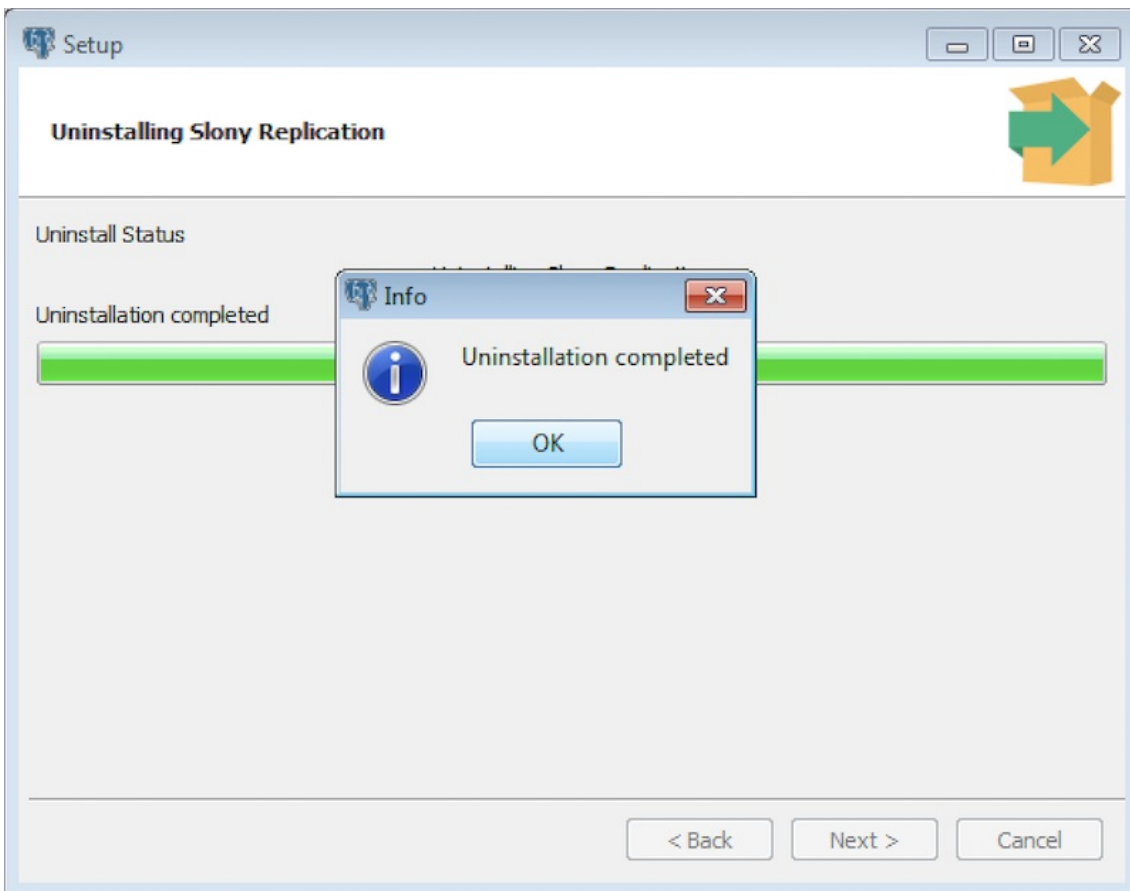 Setup
Uninstalling Slony Replication
Uninstall Status
Uninstallation completed
Info
Uninstallation completed
OK
< Back
Next >
Cancel